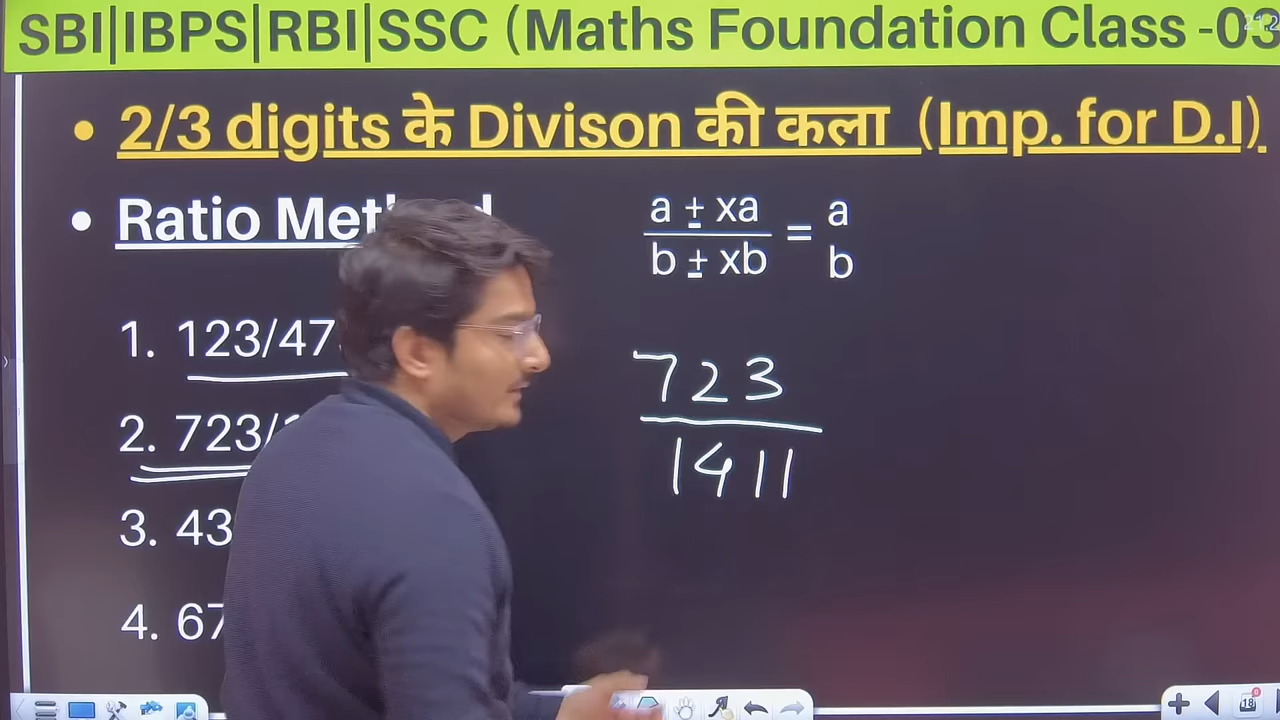 SBI|IBPS|RBI|SSC (Maths Foundation Class -03
• 2/3 digits के Divison की कला (Imp. for D.I)
• Ratio
a ± xa
b ± xb
=
a
b
1. 123/47
2. 723/
3. 43
4. 67
723
1411
18